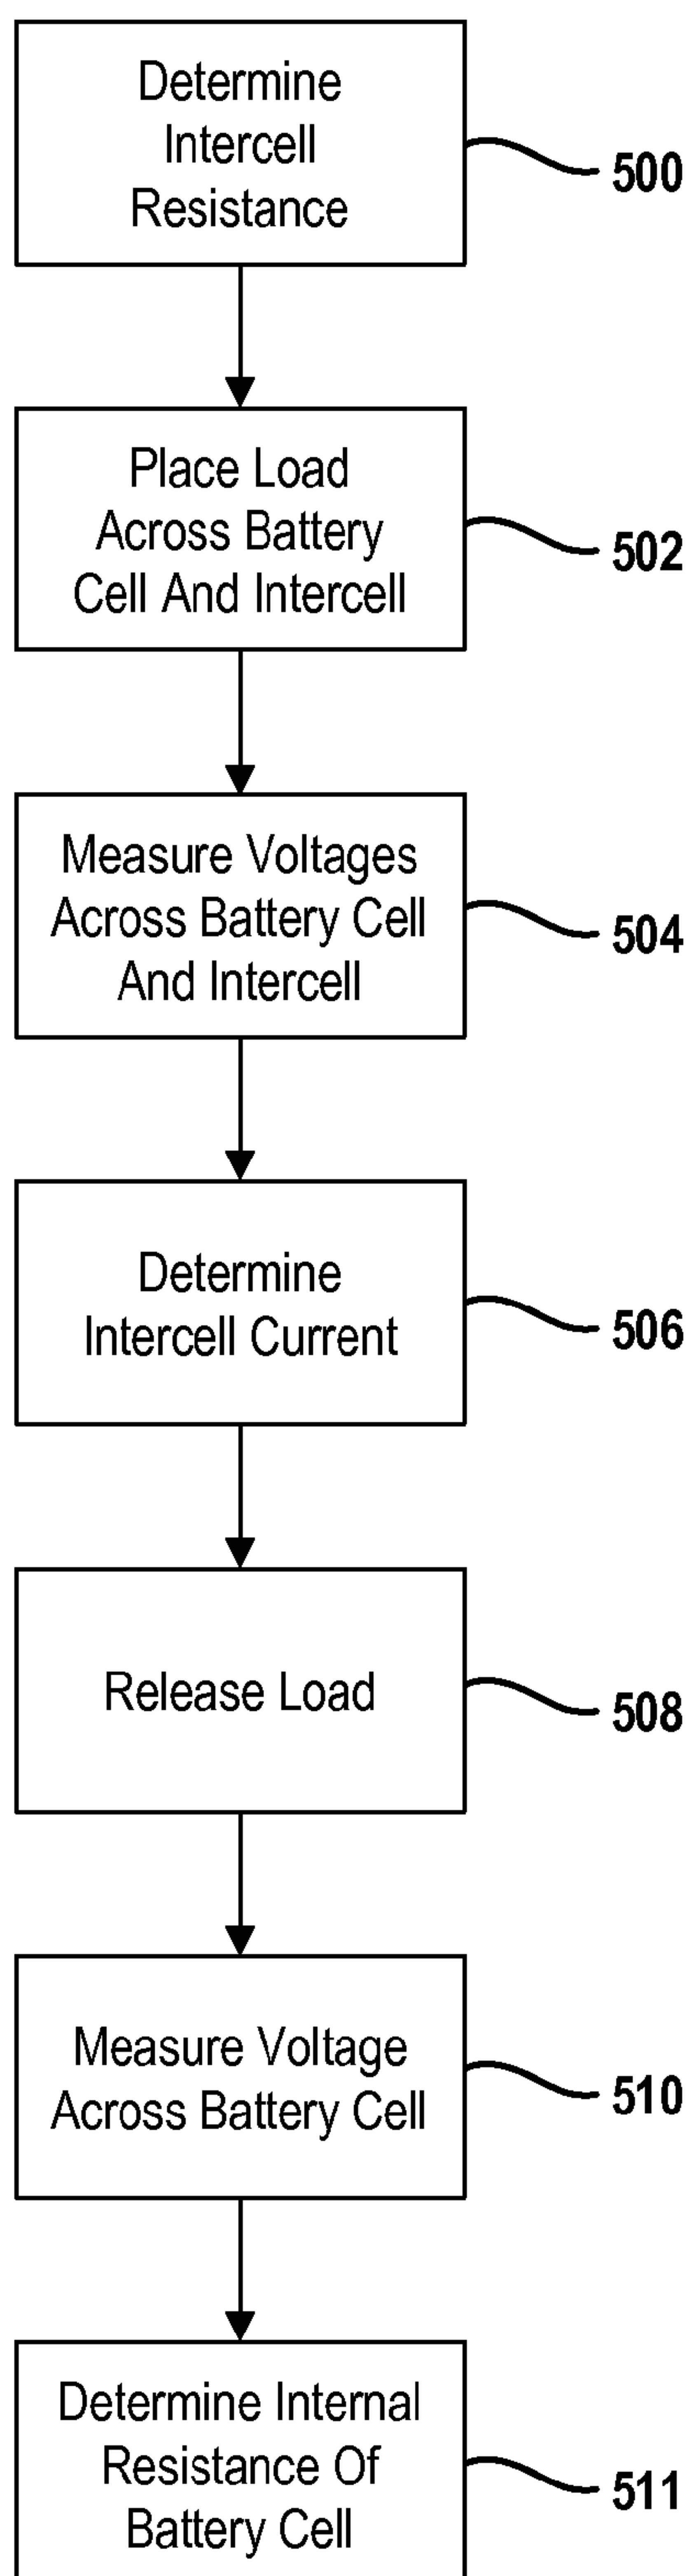 Determine
Intercell
Resistance
500
Place Load
Across Battery
Cell And Intercell
502
Measure Voltages
Across Battery Cell
And Intercell
504
Determine
Intercell Current
506
Release Load
508
Measure Voltage
Across Battery Cell
510
Determine Internal
Resistance Of
Battery Cell
511